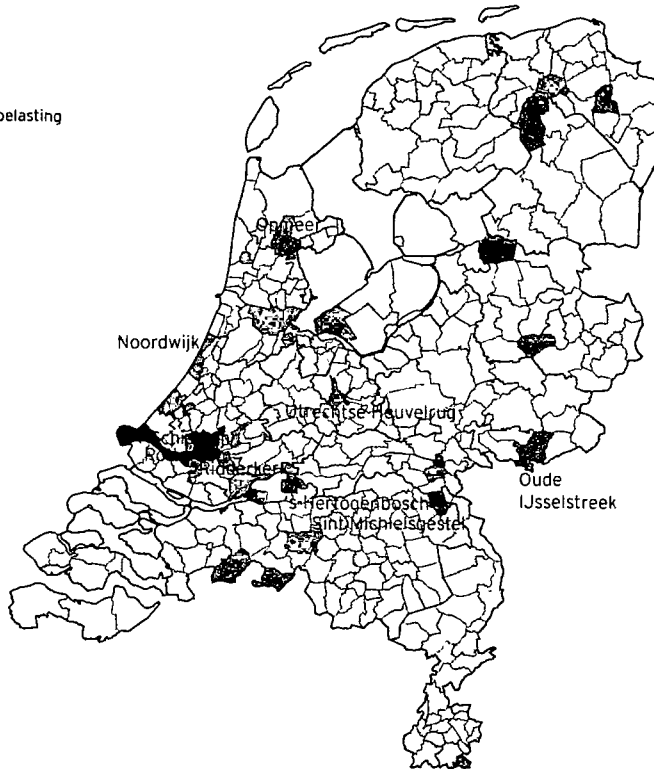 belasting
Opmeer
Noordwijk
Utrechtse Heuvelrug
Ridderkerk
Oude
IJsselstreek
's-Hertogenbosch
Sint-Michielsgestel